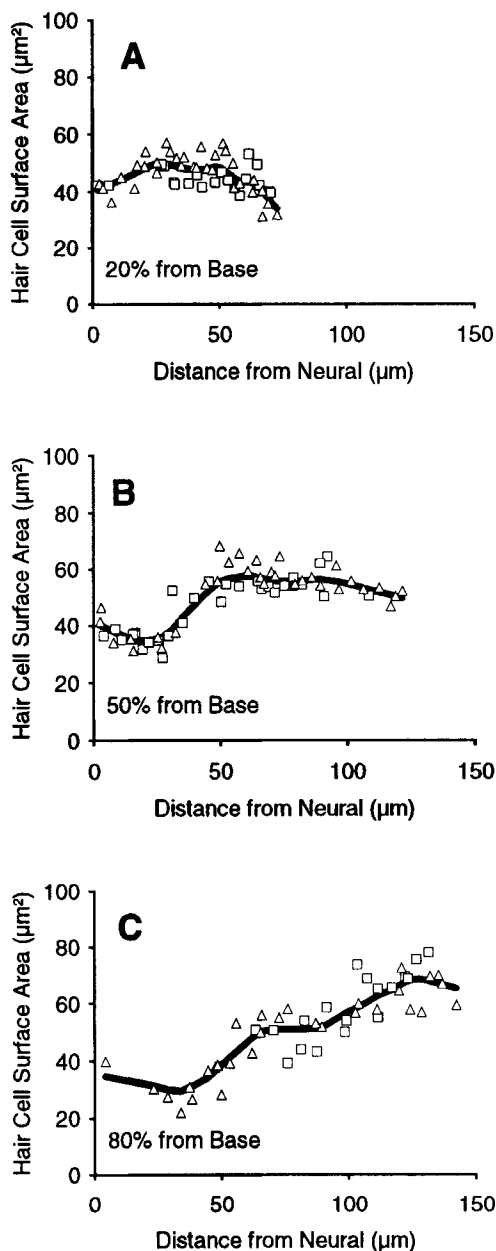 A
Hair Cell Surface Area (µm²)
100
80
60
40
20
0
20% from Base
0 50 100 150
Distance from Neural (µm)
B
Hair Cell Surface Area (µm²)
100
80
60
40
20
0
50% from Base
0 50 100 150
Distance from Neural (µm)
C
Hair Cell Surface Area (µm²)
100
80
60
40
20
0
80% from Base
0 50 100 150
Distance from Neural (µm)